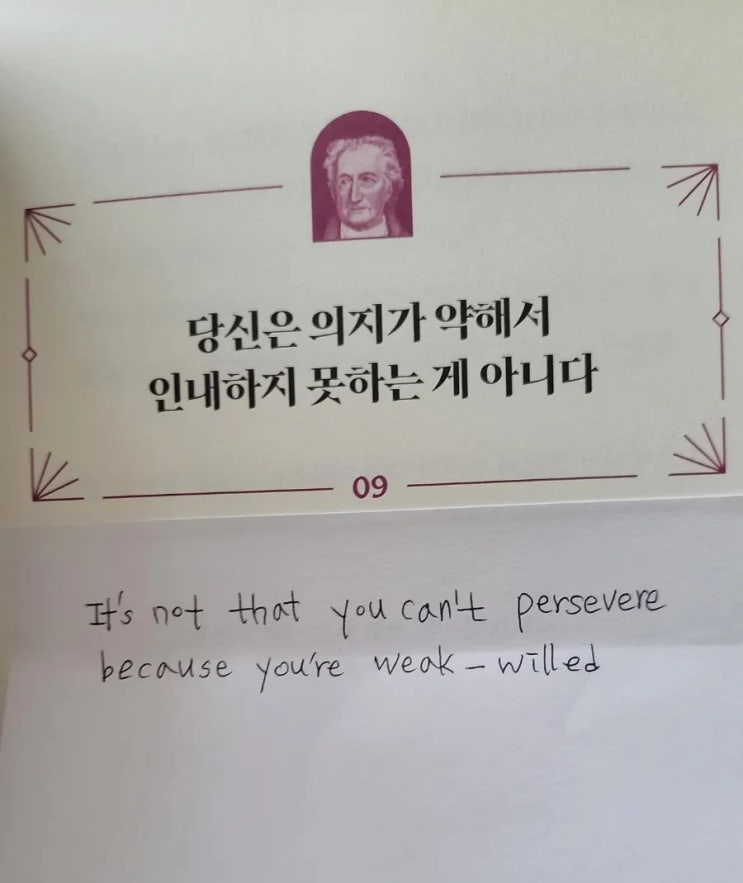 당신은 의지가 약해서
인내하지 못하는 게 아니다
09
It's not that you can't persevere
because you're weak-willed